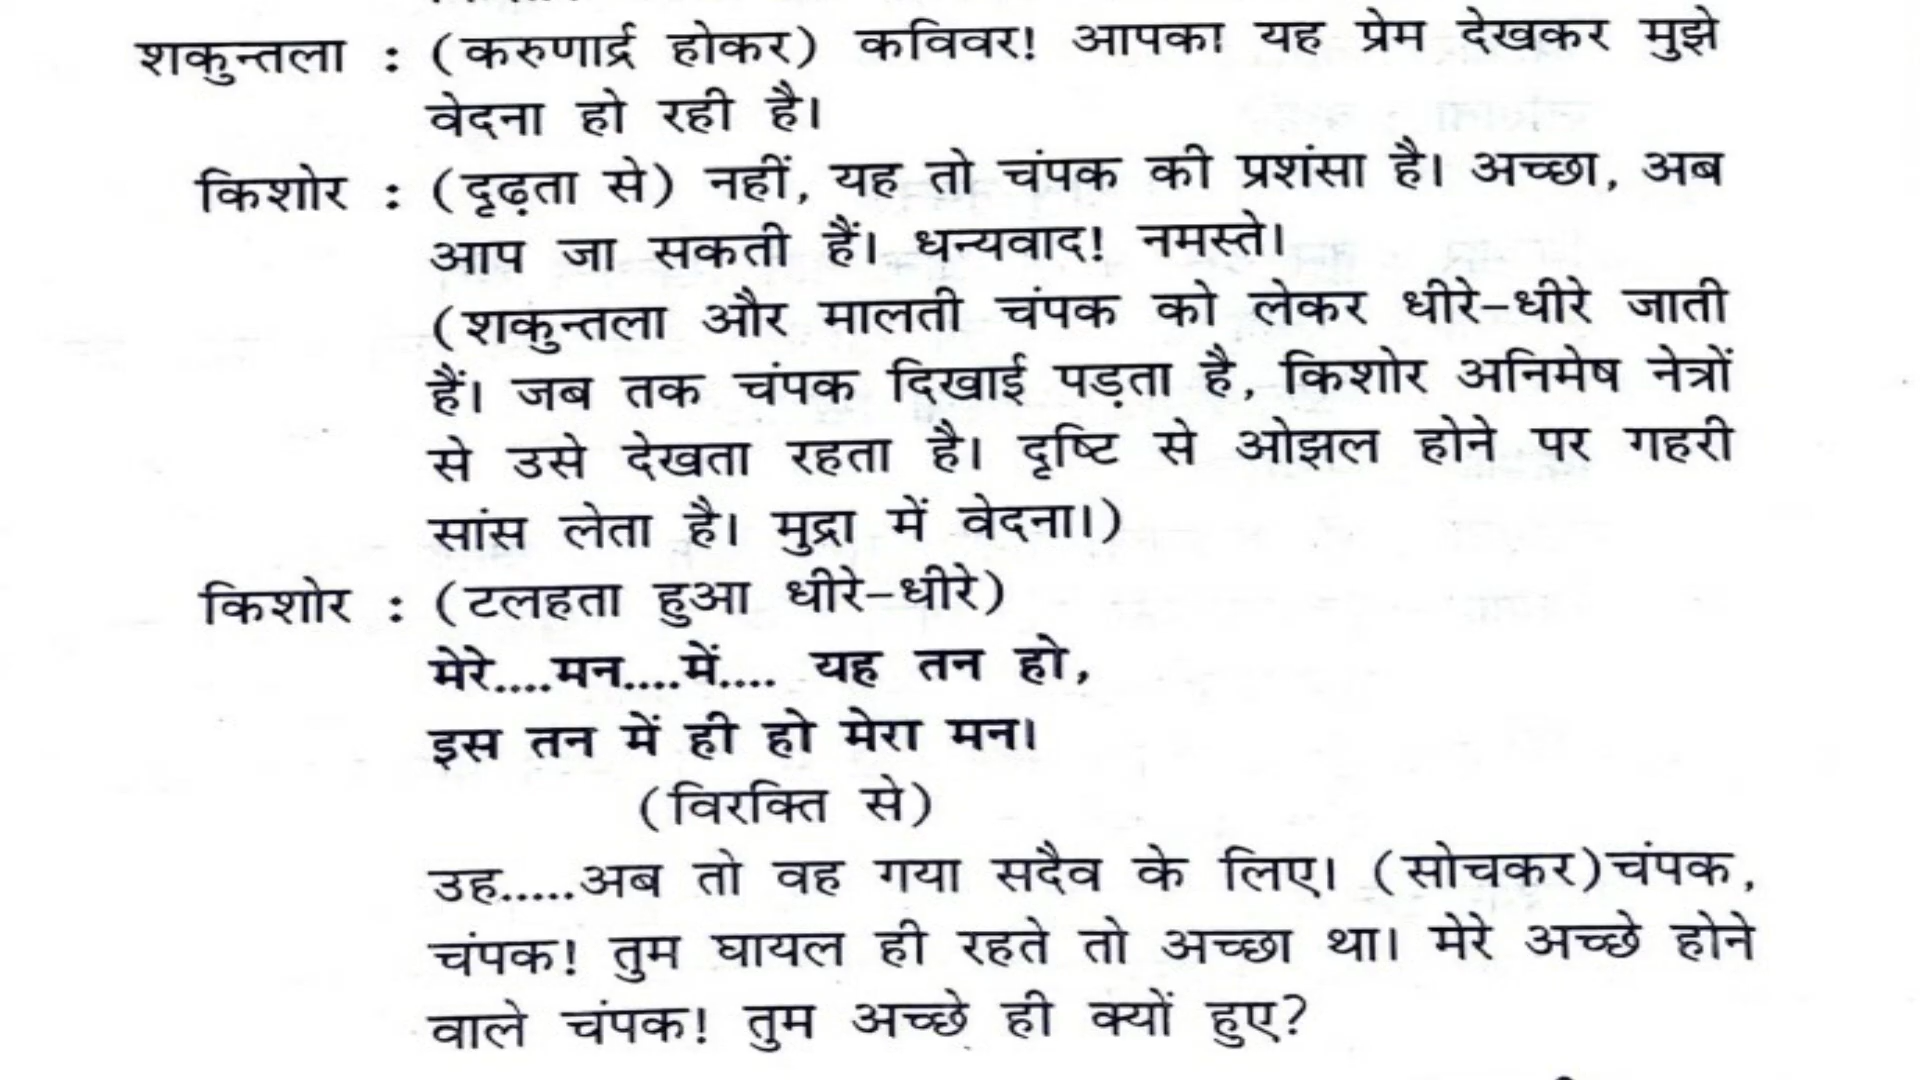 शकुन्तला : (करुणार्द्र होकर) कविवर! आपका यह प्रेम देखकर मुझे
वेदना हो रही है।
किशोर : (दृढ़ता से) नहीं, यह तो चंपक की प्रशंसा है। अच्छा, अब
आप जा सकती हैं। धन्यवाद! नमस्ते।
(शकुन्तला और मालती चंपक को लेकर धीरे-धीरे जाती
हैं। जब तक चंपक दिखाई पड़ता है, किशोर अनिमेष नेत्रों
से उसे देखता रहता है। दृष्टि से ओझल होने पर गहरी
सांस लेता है। मुद्रा में वेदना।)
किशोर : (टलहता हुआ धीरे-धीरे)
मेरे....मन....में.... यह तन हो,
इस तन में ही हो मेरा मन।
(विरक्ति से)
उह.....अब तो वह गया सदैव के लिए। (सोचकर)चंपक,
चंपक! तुम घायल ही रहते तो अच्छा था। मेरे अच्छे होने
वाले चंपक! तुम अच्छे ही क्यों हुए?